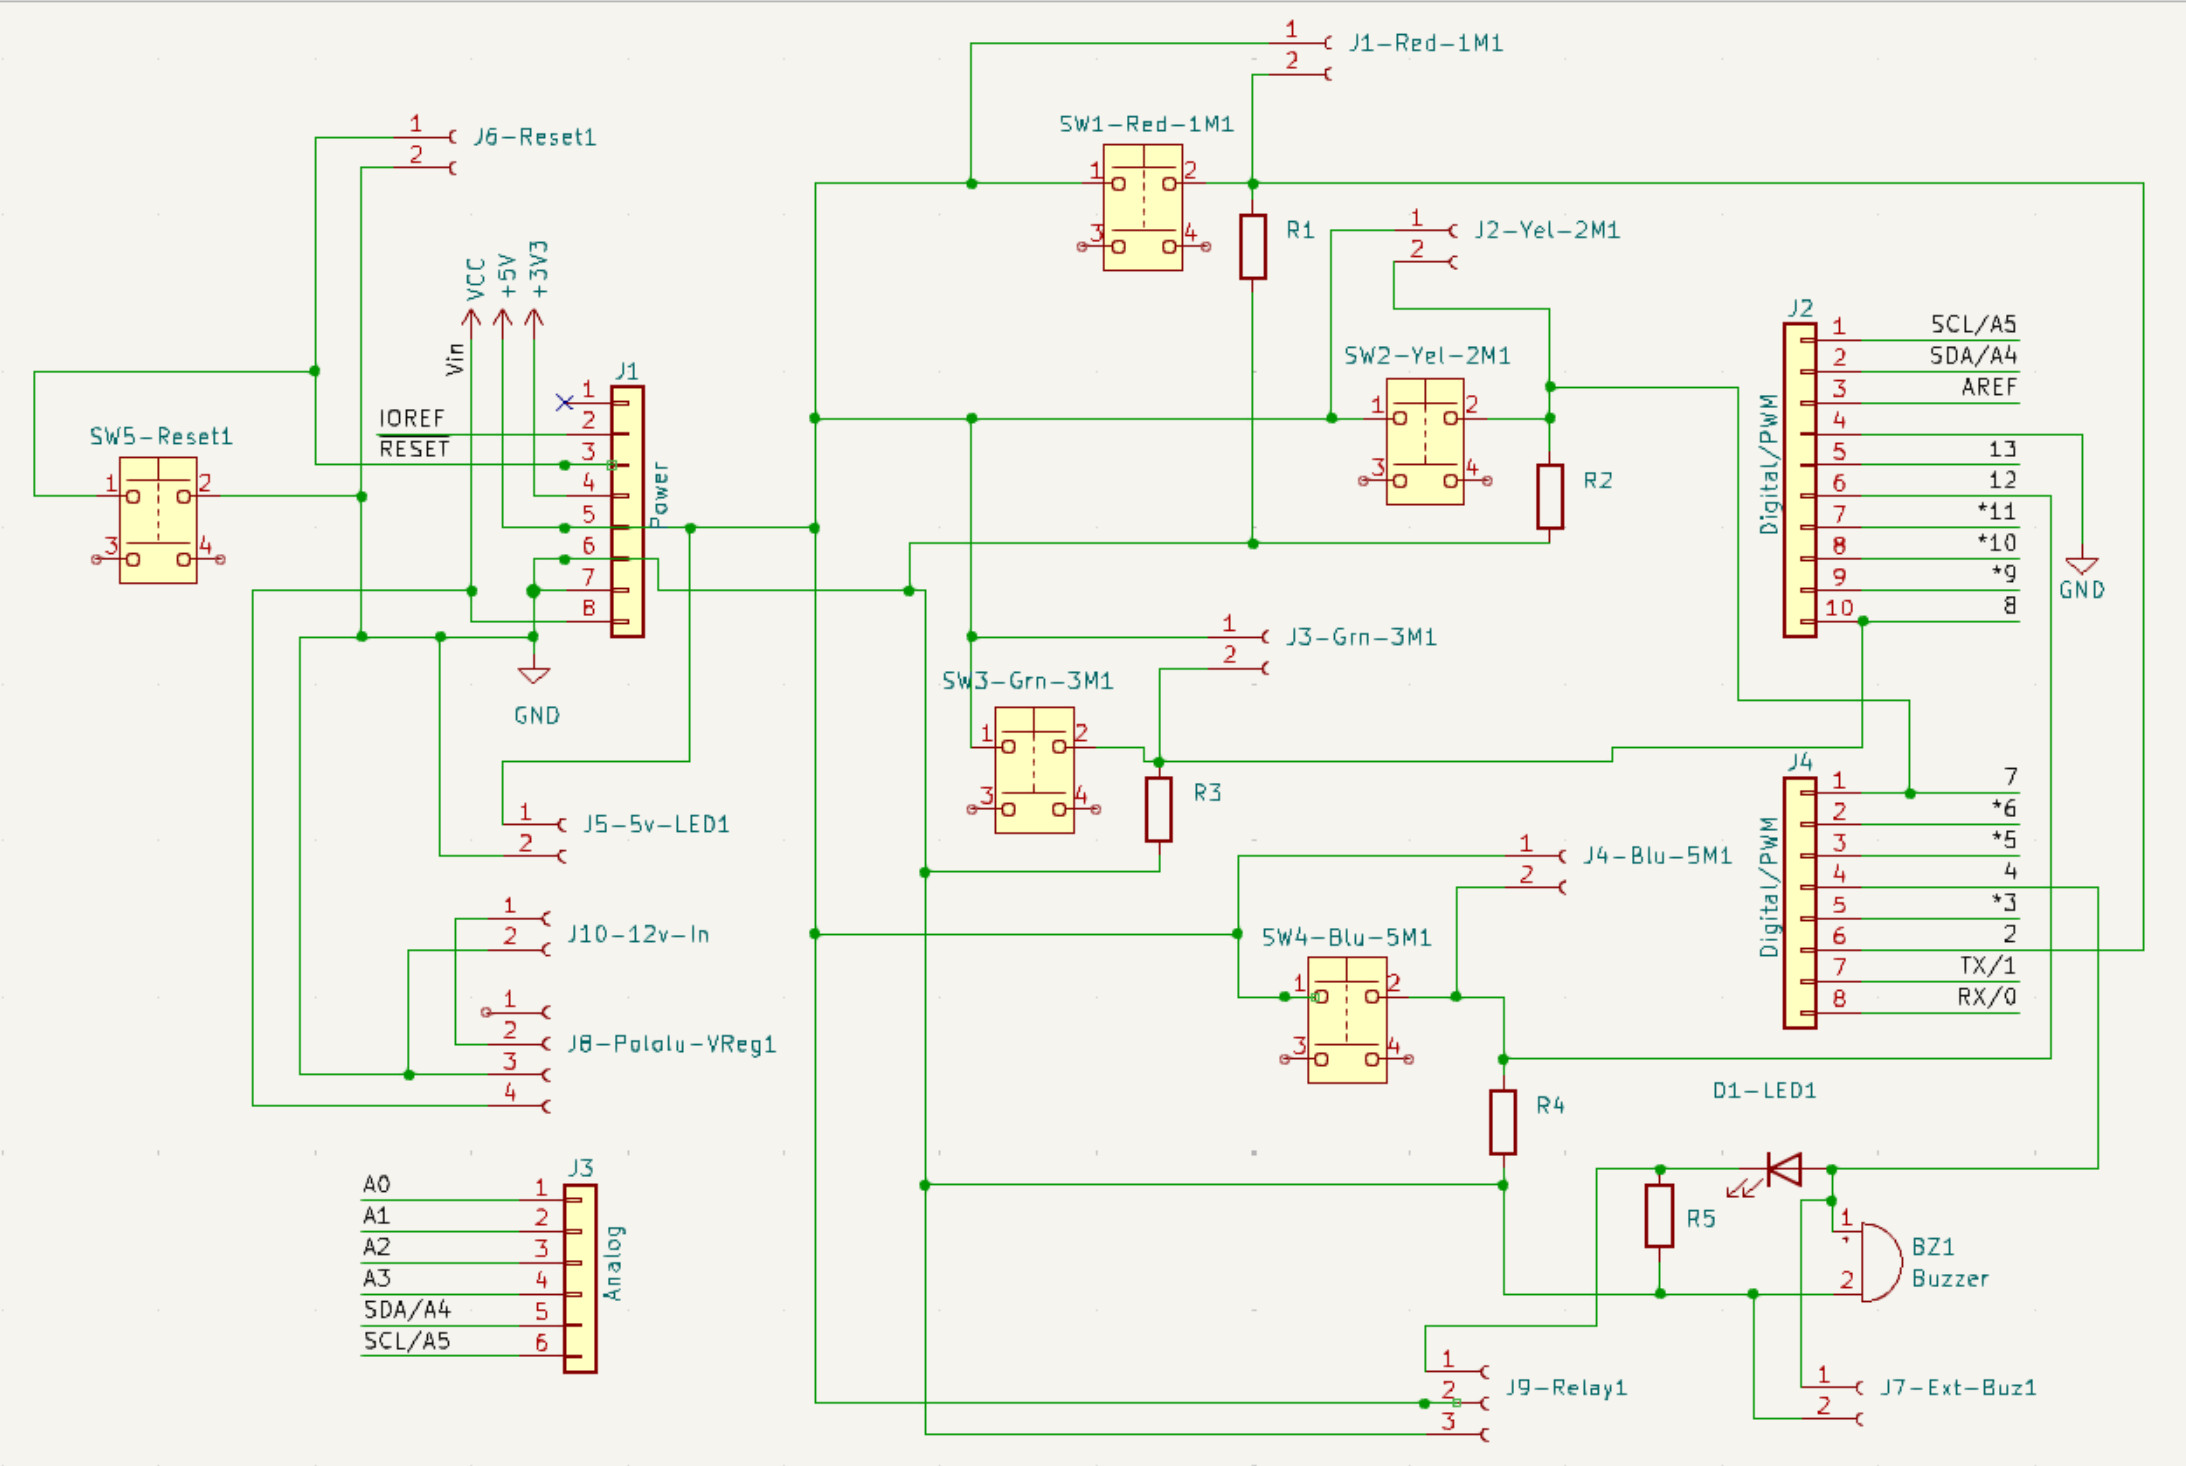 1
J1-Red-1M1
2
SW1-Red-1M1
1
2
3
4
R1
1
J6-Reset1
2
1
J2-Yel-2M1
2
VCC
+5V
+3V3
Vin
J1
1
IOREF
2
RESET
3
4
5
6
7
8
Power
GND
SW5-Reset1
1
2
3
4
SW2-Yel-2M1
1
2
3
4
R2
J2
Digital/PWM
1
SCL/A5
2
SDA/A4
3
AREF
4
5
13
6
12
7
*11
8
*10
9
*9
10
8
GND
1
J3-Grn-3M1
2
SW3-Grn-3M1
1
2
3
4
R3
J4
Digital/PWM
1
7
2
*6
3
*5
4
4
5
*3
6
2
7
TX/1
8
RX/0
1
J5-5v-LED1
2
1
J4-Blu-5M1
2
1
2
J10-12v-In
SW4-Blu-5M1
1
2
3
4
R4
1
2
J8-Pololu-VReg1
3
4
D1-LED1
J3
A0
1
A1
2
A2
3
A3
4
SDA/A4
5
SCL/A5
6
Analog
R5
1
+
BZ1
2
Buzzer
1
2
J9-Relay1
3
1
J7-Ext-Buz1
2